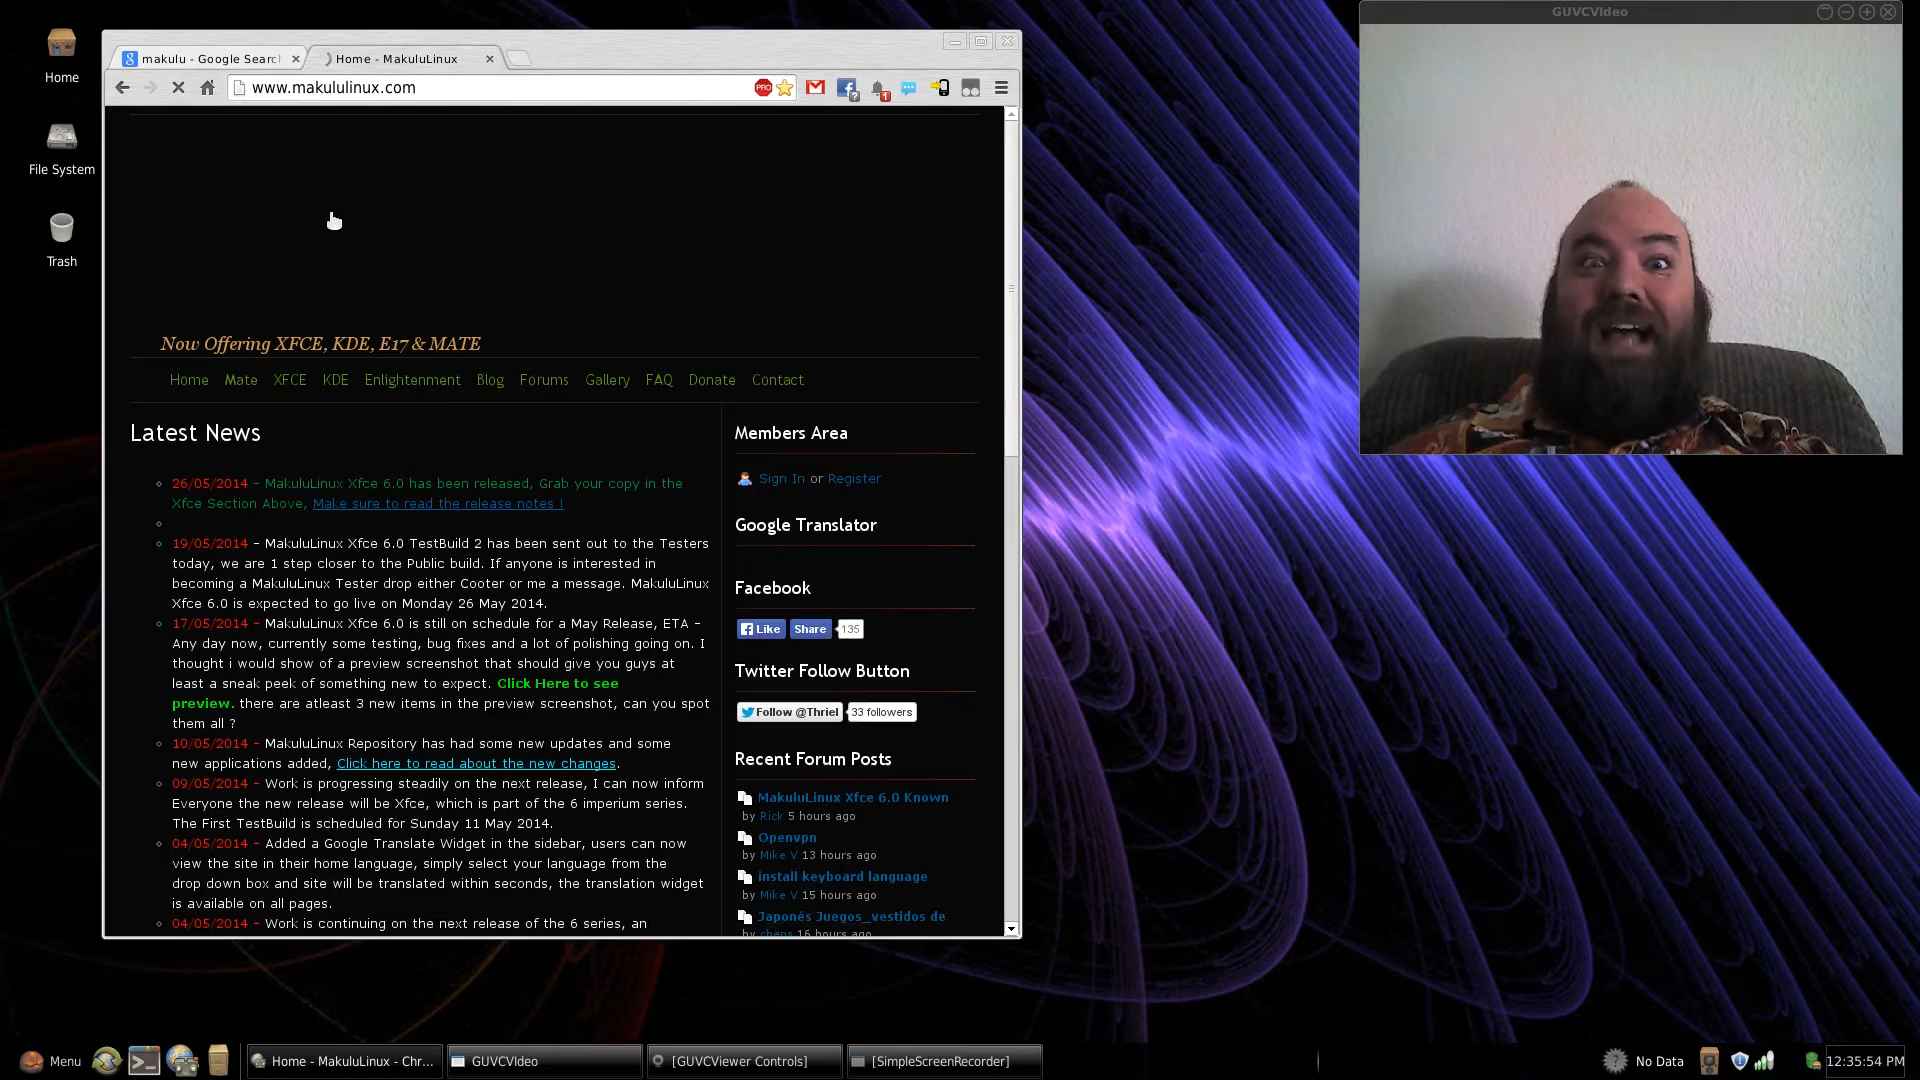 GUVCVIdeo
Home
File System
Trash
makulu - Google Searc
Home - MakuluLinux
www.makululinux.com
Now Offering XFCE, KDE, E17 & MATE
Home Mate XFCE KDE Enlightenment Blog Forums Gallery FAQ Donate Contact
Latest News
26/05/2014 - MakuluLinux Xfce 6.0 has been released, Grab your copy in the
Xfce Section Above, Make sure to read the release notes !
19/05/2014 - MakuluLinux Xfce 6.0 TestBuild 2 has been sent out to the Testers
today, we are 1 step closer to the Public build. If anyone is interested in
becoming a MakuluLinux Tester drop either Cooter or me a message. MakuluLinux
Xfce 6.0 is expected to go live on Monday 26 May 2014.
17/05/2014 - MakuluLinux Xfce 6.0 is still on schedule for a May Release, ETA -
Any day now, currently some testing, bug fixes and a lot of polishing going on. I
thought i would show of a preview screenshot that should give you guys at
least a sneak peek of something new to expect. Click Here to see
preview. there are atleast 3 new items in the preview screenshot, can you spot
them all ?
10/05/2014 - MakuluLinux Repository has had some new updates and some
new applications added, Click here to read about the new changes.
09/05/2014 - Work is progressing steadily on the next release, I can now inform
Everyone the new release will be Xfce, which is part of the 6 imperium series.
The First TestBuild is scheduled for Sunday 11 May 2014.
04/05/2014 - Added a Google Translate Widget in the sidebar, users can now
view the site in their home language, simply select your language from the
drop down box and site will be translated within seconds, the translation widget
is available on all pages.
04/05/2014 - Work is continuing on the next release of the 6 series, an
Members Area
Sign In or Register
Google Translator
Facebook
Like Share 135
Twitter Follow Button
Follow @Thriel 33 followers
Recent Forum Posts
MakuluLinux Xfce 6.0 Known
by Rick 5 hours ago
Openvpn
by Mike V 13 hours ago
install keyboard language
by Mike V 15 hours ago
Japonés Juegos_vestidos de
by chegs 16 hours ago
Menu
Home - MakuluLinux - Chr...
GUVCVIdeo
[GUVCViewer Controls]
[SimpleScreenRecorder]
No Data
12:35:54 PM